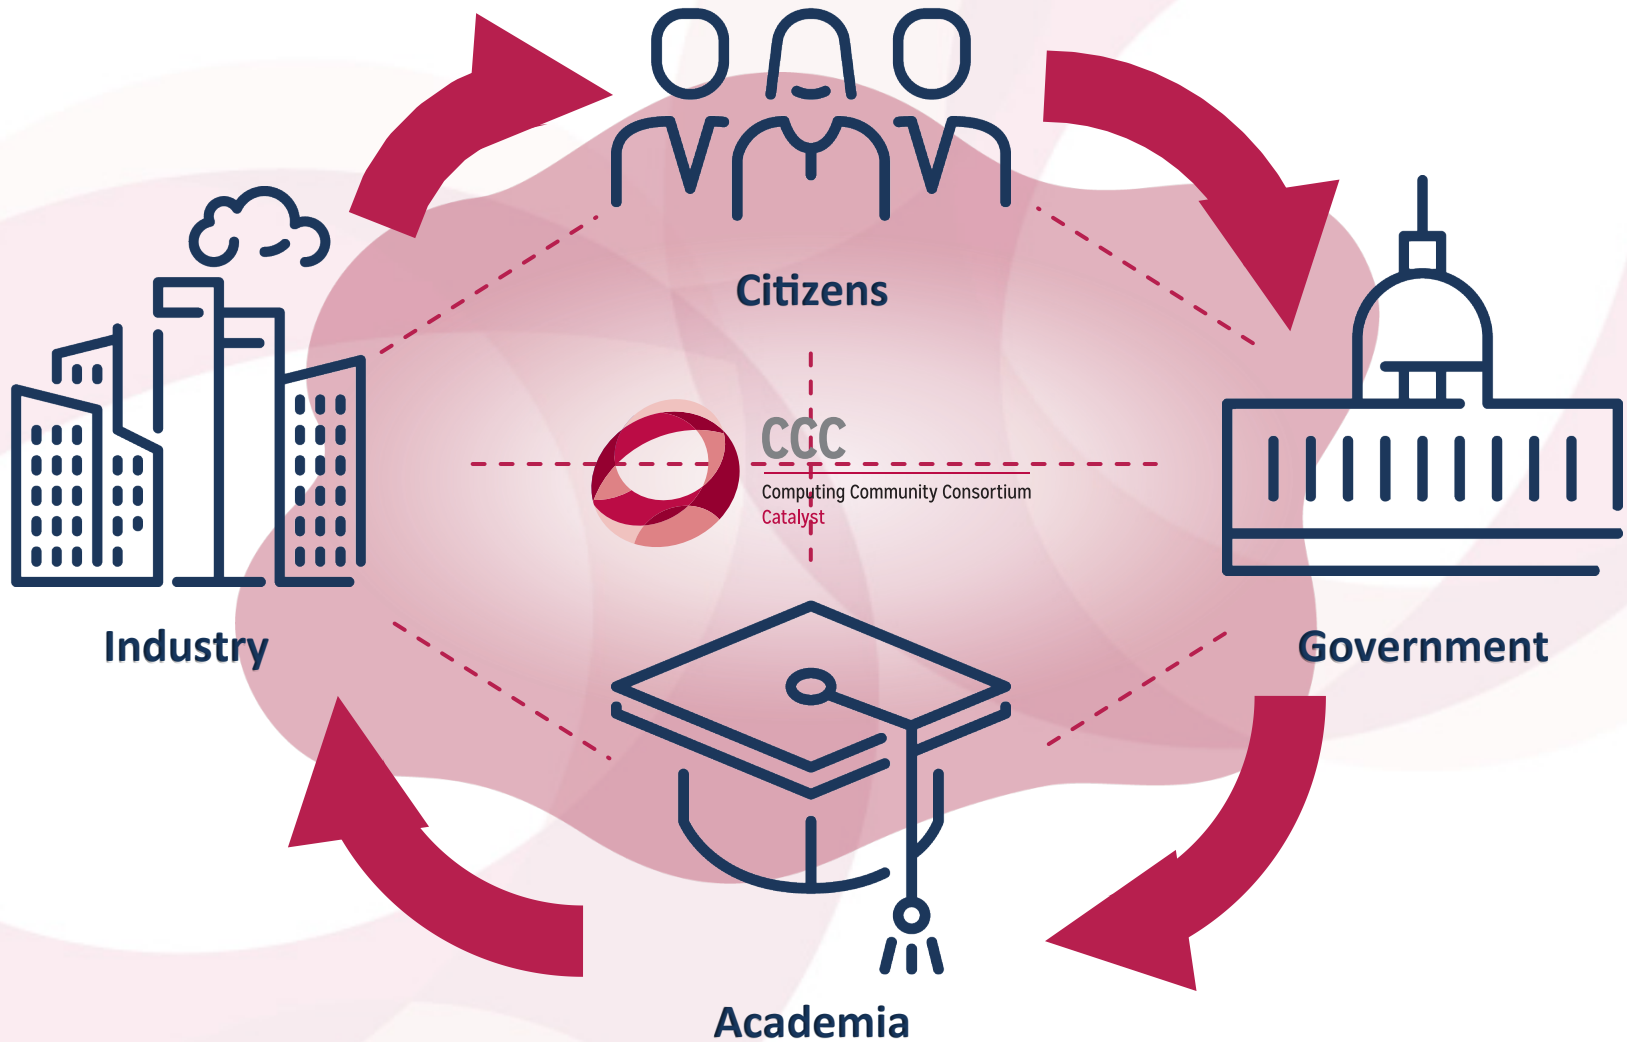 Citizens
CCC
Computing Community Consortium
Catalyst
Industry
Government
Academia